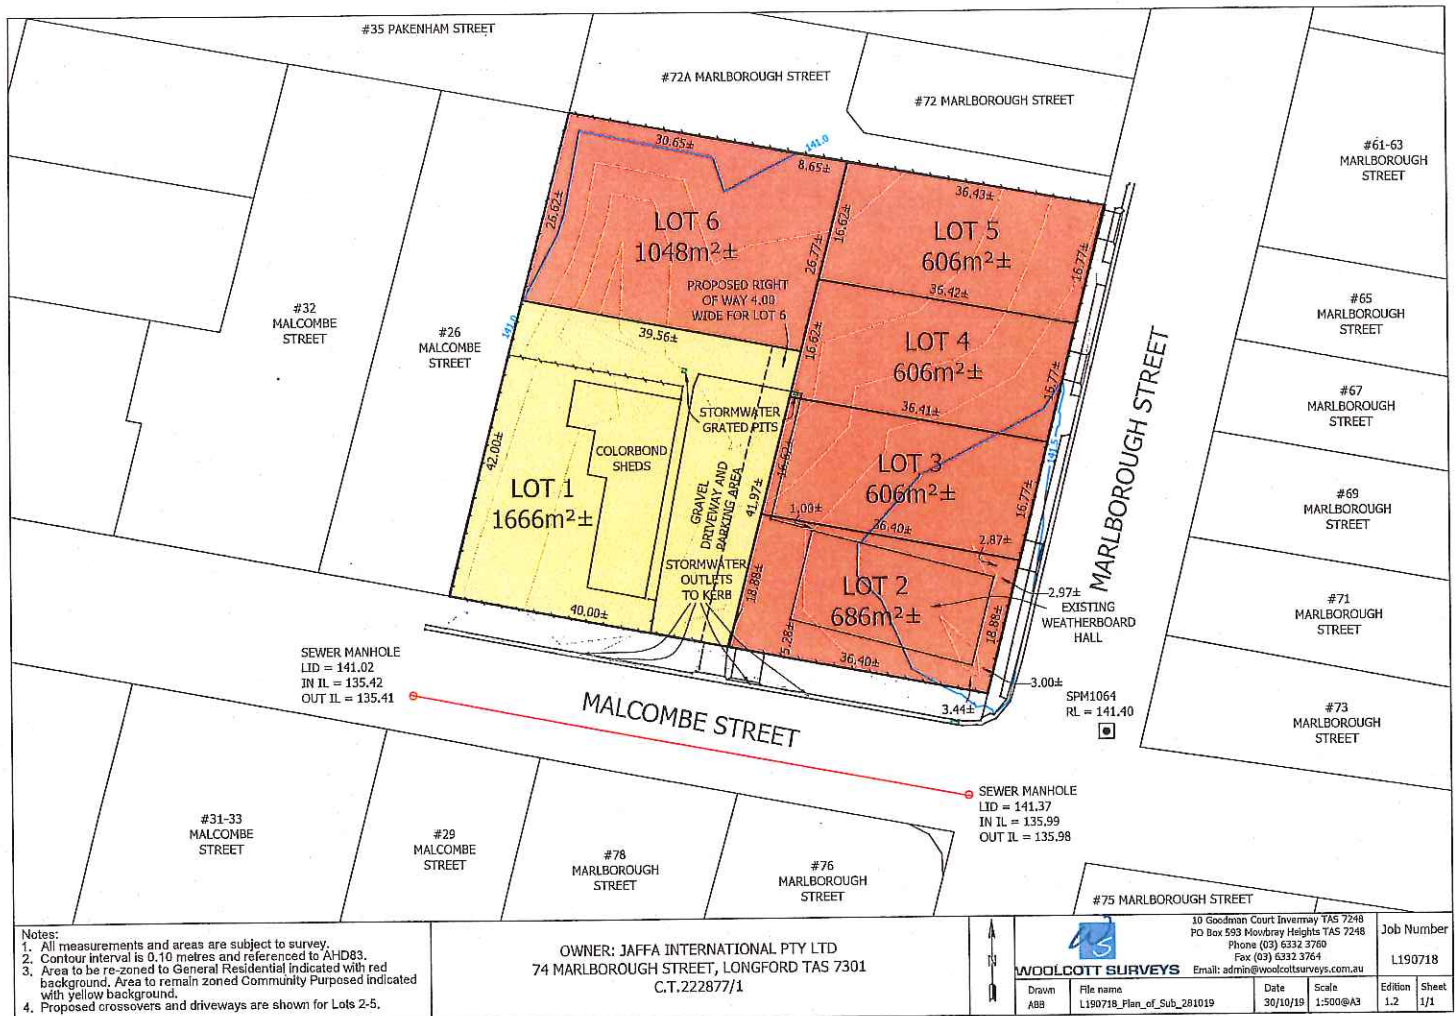 #35 PAKENHAM STREET
#72A MARLBOROUGH STREET
#72 MARLBOROUGH STREET
#61-63
MARLBOROUGH
STREET
141.0
30.65±
8.65±
36.43±
26.62±
LOT 6
1048m²±
26.77±
16.62±
LOT 5
606m²±
16.77±
PROPOSED RIGHT
OF WAY 4.00
WIDE FOR LOT 6
36.42±
#32
MALCOMBE
STREET
#26
MALCOMBE
STREET
141.0
39.56±
16.62±
LOT 4
606m²±
16.77±
#65
MARLBOROUGH
STREET
#67
MARLBOROUGH
STREET
MARLBOROUGH STREET
STORMWATER
GRATED PITS
36.41±
42.00±
COLORBOND
SHEDS
LOT 1
1666m²±
GRAVEL
DRIVEWAY AND
PARKING AREA
41.97±
16.62±
LOT 3
606m²±
141.5
16.77±
#69
MARLBOROUGH
STREET
1.00±
36.40±
2.87±
STORMWATER
OUTLETS
TO KERB
18.88±
LOT 2
686m²±
2.97±
EXISTING
WEATHERBOARD
HALL
18.88±
#71
MARLBOROUGH
STREET
40.00±
5.28±
36.40±
3.00±
3.44±
SEWER MANHOLE
LID = 141.02
IN IL = 135.42
OUT IL = 135.41
MALCOMBE STREET
SPM1064
RL = 141.40
#73
MARLBOROUGH
STREET
SEWER MANHOLE
LID = 141.37
IN IL = 135.99
OUT IL = 135.98
#31-33
MALCOMBE
STREET
#29
MALCOMBE
STREET
#78
MARLBOROUGH
STREET
#76
MARLBOROUGH
STREET
#75 MARLBOROUGH STREET
Notes:
1. All measurements and areas are subject to survey.
2. Contour interval is 0.10 metres and referenced to AHD83.
3. Area to be re-zoned to General Residential indicated with red
background. Area to remain zoned Community Purposed indicated
with yellow background.
4. Proposed crossovers and driveways are shown for Lots 2-5.
OWNER: JAFFA INTERNATIONAL PTY LTD
74 MARLBOROUGH STREET, LONGFORD TAS 7301
C.T.222877/1
N
WS
WOOLCOTT SURVEYS
10 Goodman Court Invermay TAS 7248
PO Box 593 Mowbray Heights TAS 7248
Phone (03) 6332 3760
Fax (03) 6332 3764
Email: admin@woolcottsurveys.com.au
Job Number
L190718
Drawn
ABB
File name
L190718_Plan_of_Sub_281019
Date
30/10/19
Scale
1:500@A3
Edition
1.2
Sheet
1/1